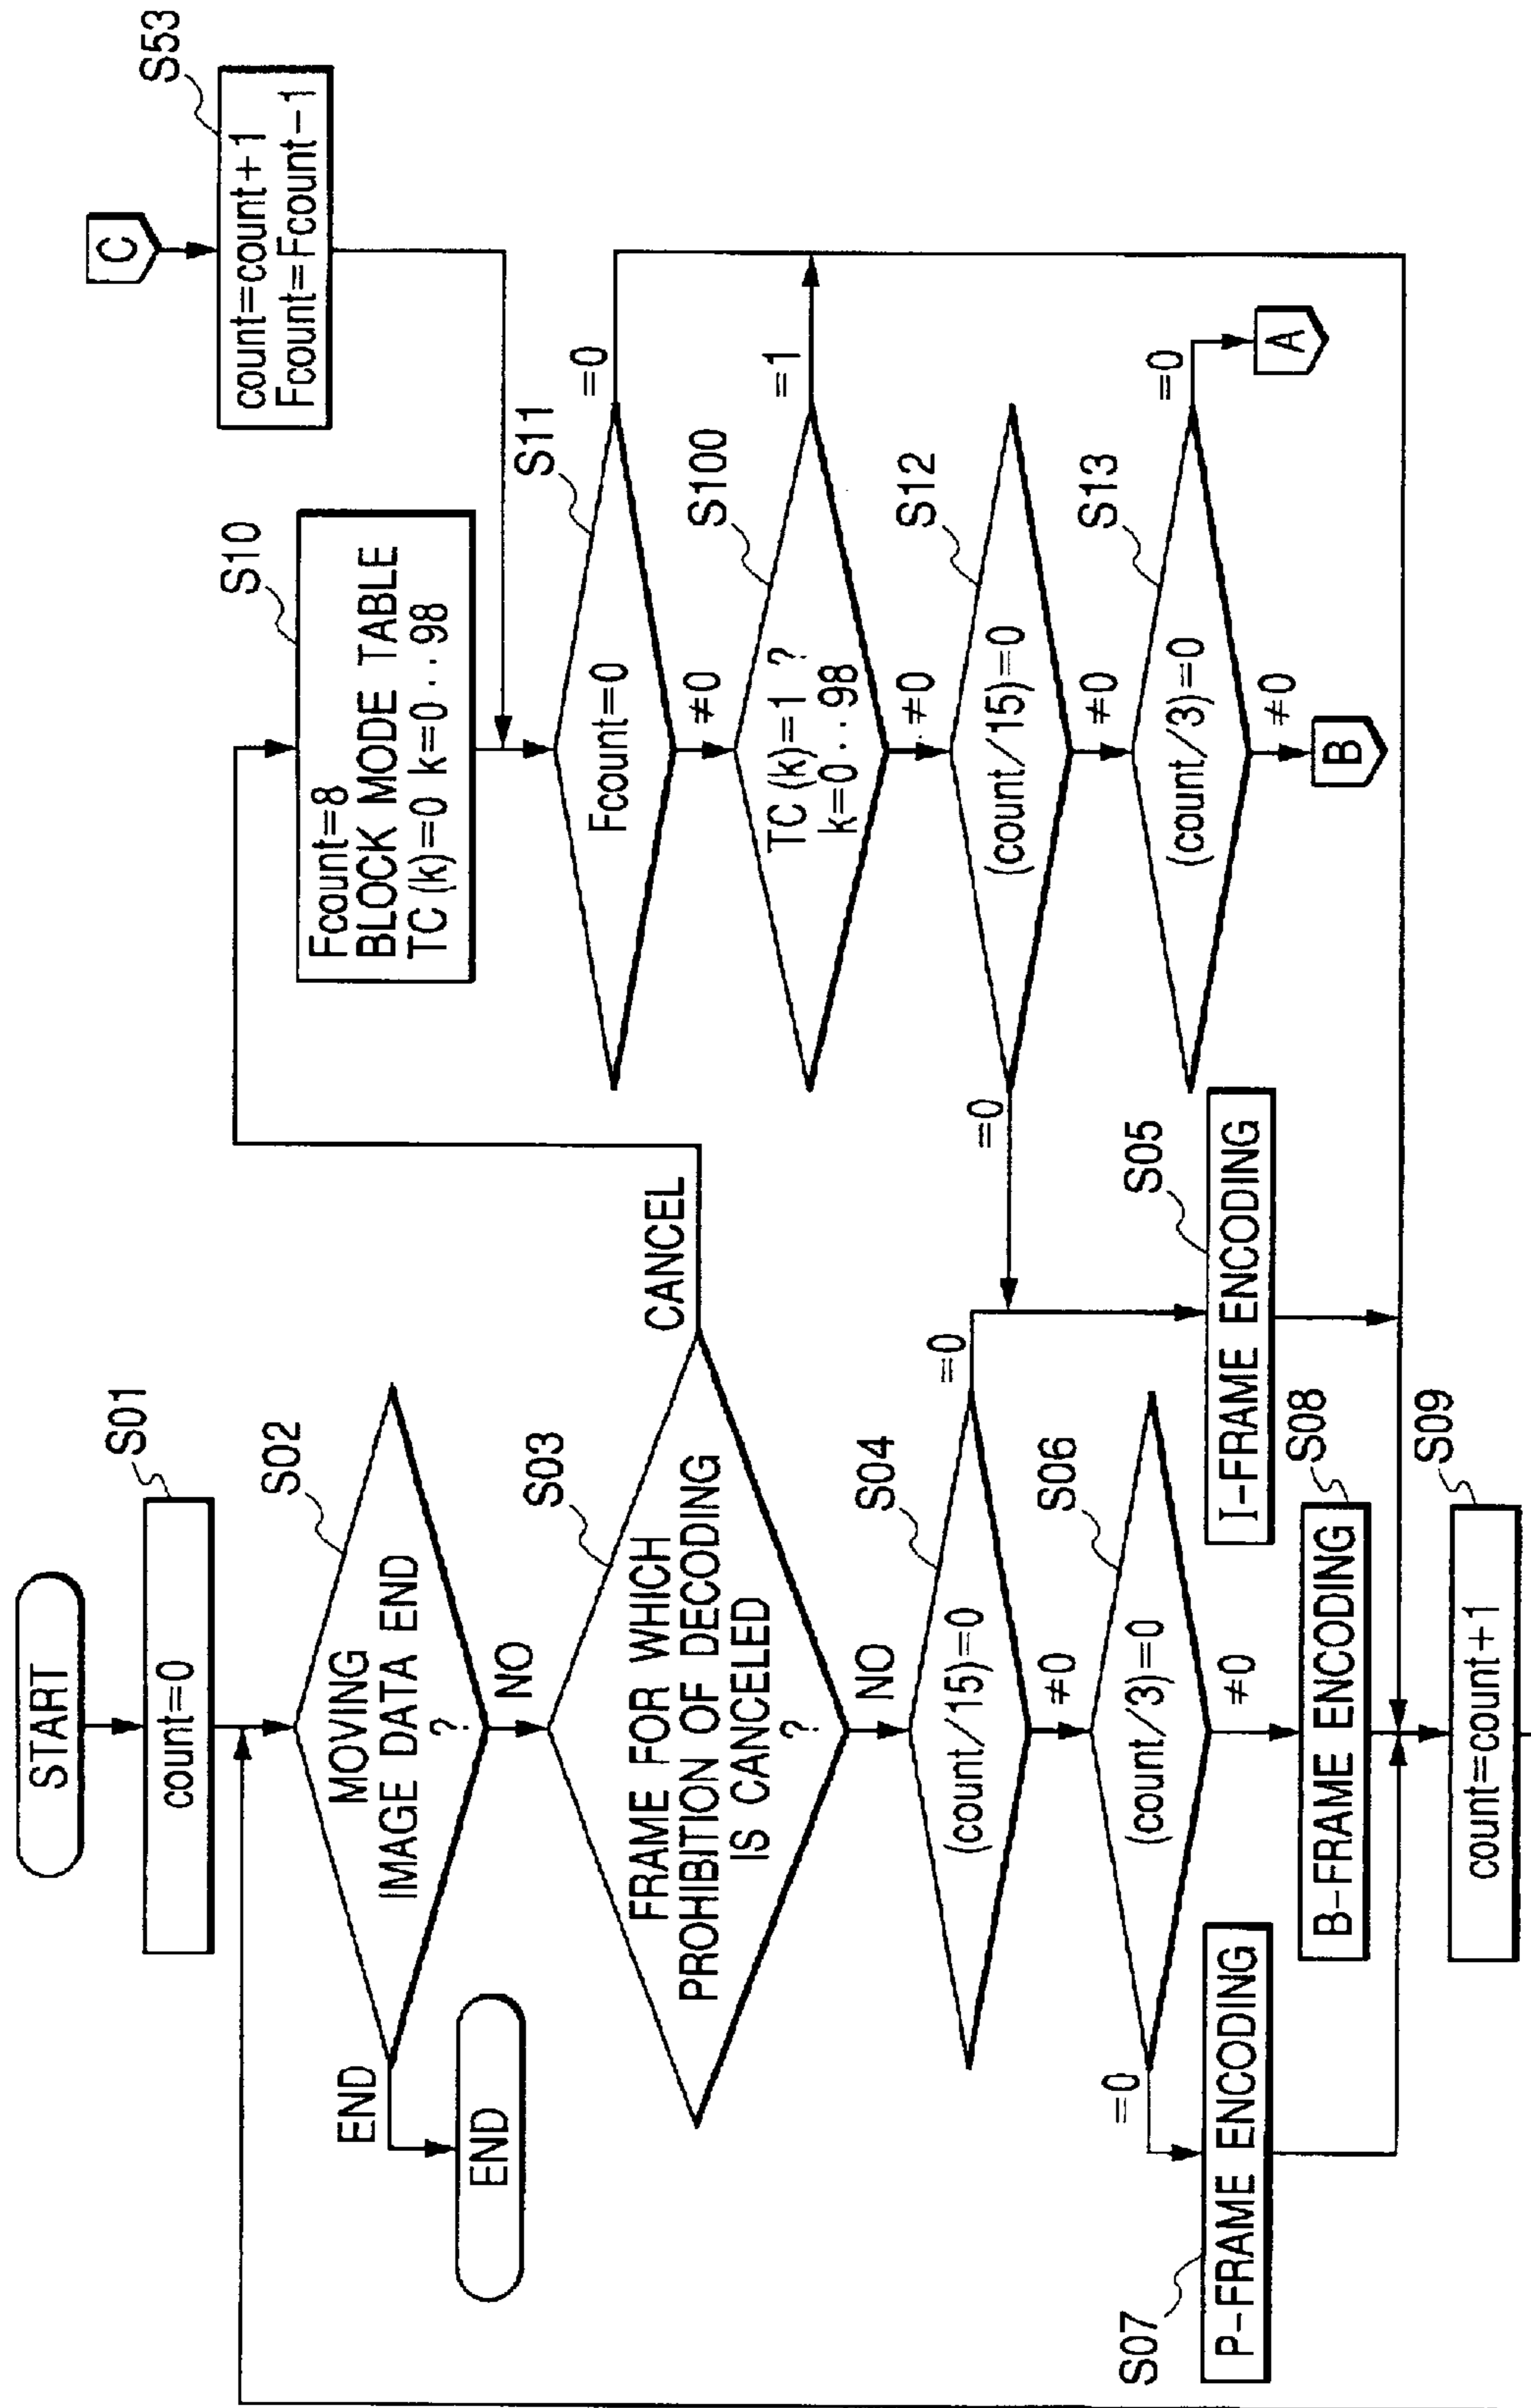 START
S01
count=0
S02
MOVING
IMAGE DATA END
?
END
END
NO
S03
FRAME FOR WHICH
PROHIBITION OF DECODING
IS CANCELED
?
CANCEL
NO
S04
(count/15)=0
=0
≠0
S06
(count/3)=0
=0
≠0
S07
P-FRAME ENCODING
S05
I-FRAME ENCODING
S08
B-FRAME ENCODING
S09
count=count+1
C
S53
count=count+1
Fcount=Fcount-1
S10
Fcount=8
BLOCK MODE TABLE
TC (k)=0 k=0..98
S11
Fcount=0
=0
≠0
S100
TC (k)=1 ?
k=0..98
=1
≠0
S12
(count/15)=0
=0
≠0
S13
(count/3)=0
=0
≠0
A
B